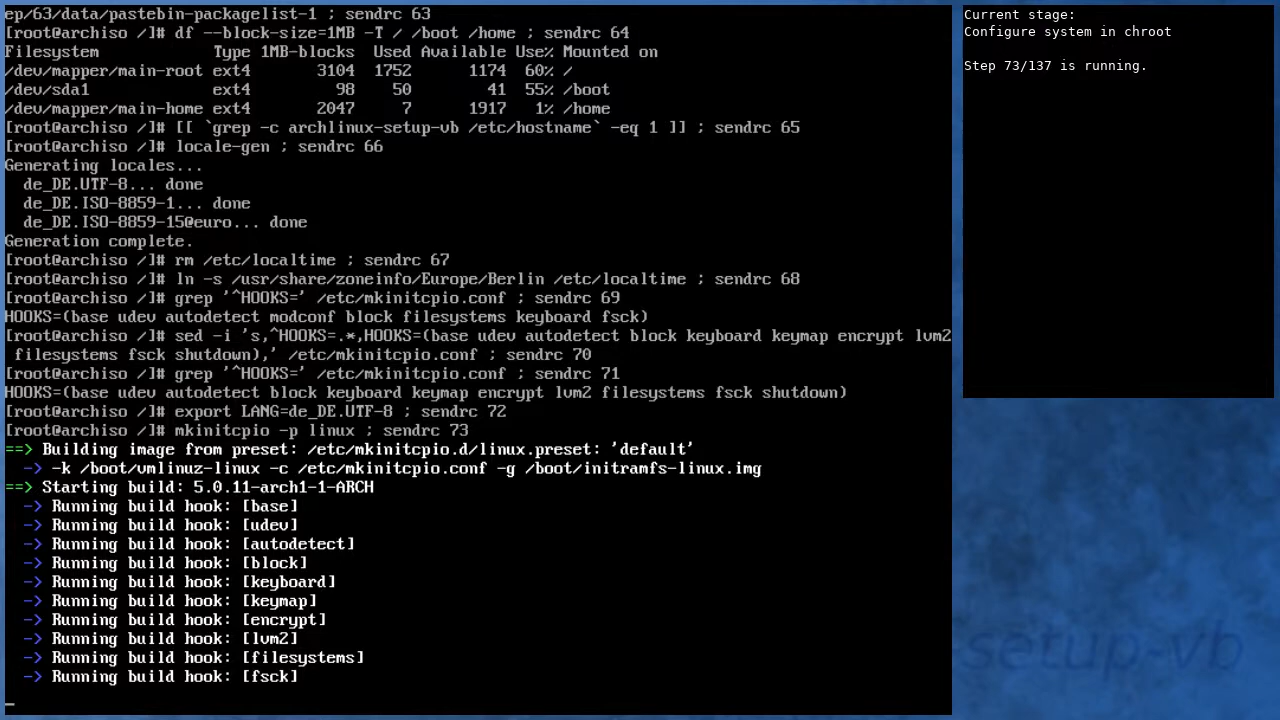 ep/63/data/pastebin-packagelist-1 ; sendrc 63
[root@archiso /]# df --block-size=1MB -T / /boot /home ; sendrc 64
Filesystem            Type 1MB-blocks  Used Available Use% Mounted on
/dev/mapper/main-root ext4       3104  1752      1174  60% /
/dev/sda1             ext4         98    50        41  55% /boot
/dev/mapper/main-home ext4       2047     7      1917   1% /home
[root@archiso /]# [[ `grep -c archlinux-setup-vb /etc/hostname` -eq 1 ]] ; sendrc 65
[root@archiso /]# locale-gen ; sendrc 66
Generating locales...
  de_DE.UTF-8... done
  de_DE.ISO-8859-1... done
  de_DE.ISO-8859-15@euro... done
Generation complete.
[root@archiso /]# rm /etc/localtime ; sendrc 67
[root@archiso /]# ln -s /usr/share/zoneinfo/Europe/Berlin /etc/localtime ; sendrc 68
[root@archiso /]# grep '^HOOKS=' /etc/mkinitcpio.conf ; sendrc 69
HOOKS=(base udev autodetect modconf block filesystems keyboard fsck)
[root@archiso /]# sed -i 's,^HOOKS=.*,HOOKS=(base udev autodetect block keyboard keymap encrypt lvm2
 filesystems fsck shutdown),' /etc/mkinitcpio.conf ; sendrc 70
[root@archiso /]# grep '^HOOKS=' /etc/mkinitcpio.conf ; sendrc 71
HOOKS=(base udev autodetect block keyboard keymap encrypt lvm2 filesystems fsck shutdown)
[root@archiso /]# export LANG=de_DE.UTF-8 ; sendrc 72
[root@archiso /]# mkinitcpio -p linux ; sendrc 73
==> Building image from preset: /etc/mkinitcpio.d/linux.preset: 'default'
  -> -k /boot/vmlinuz-linux -c /etc/mkinitcpio.conf -g /boot/initramfs-linux.img
==> Starting build: 5.0.11-arch1-1-ARCH
  -> Running build hook: [base]
  -> Running build hook: [udev]
  -> Running build hook: [autodetect]
  -> Running build hook: [block]
  -> Running build hook: [keyboard]
  -> Running build hook: [keymap]
  -> Running build hook: [encrypt]
  -> Running build hook: [lvm2]
  -> Running build hook: [filesystems]
  -> Running build hook: [fsck]
Current stage:
Configure system in chroot
Step 73/137 is running.
setup-vb